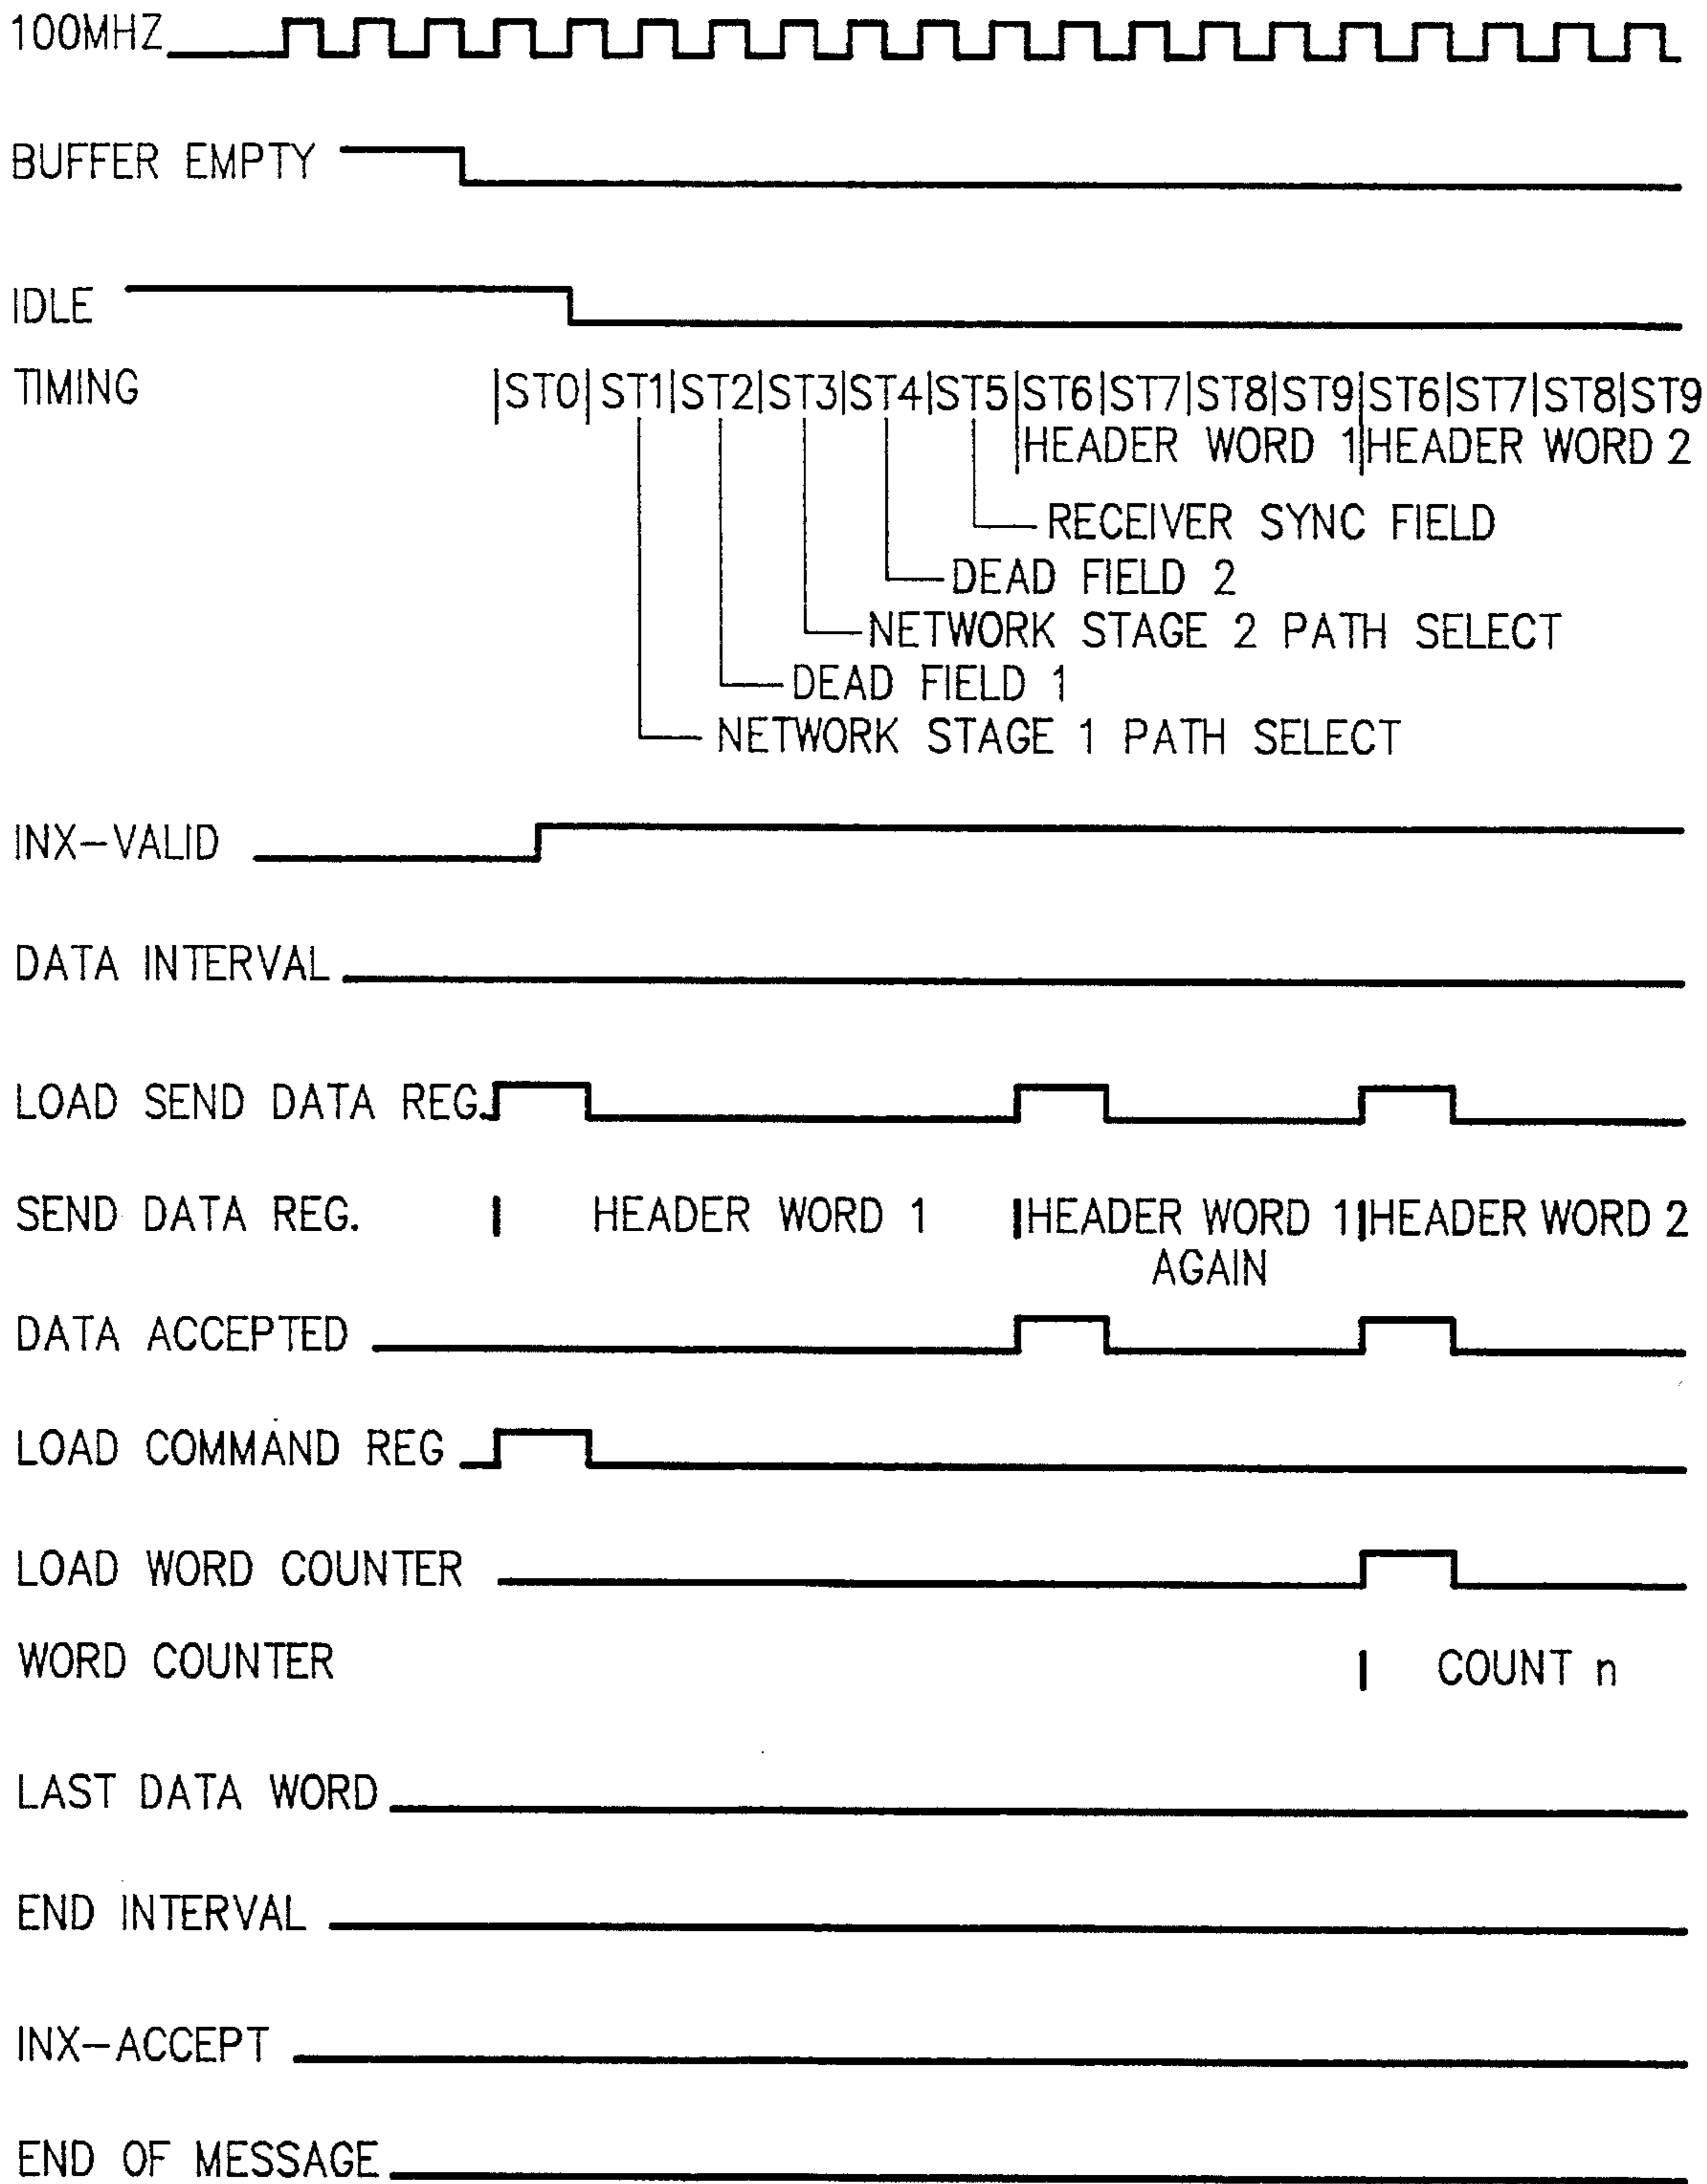 100MHZ
BUFFER EMPTY
IDLE
TIMING |ST0|ST1|ST2|ST3|ST4|ST5|ST6|ST7|ST8|ST9|ST6|ST7|ST8|ST9
HEADER WORD 1|HEADER WORD 2
RECEIVER SYNC FIELD
DEAD FIELD 2
NETWORK STAGE 2 PATH SELECT
DEAD FIELD 1
NETWORK STAGE 1 PATH SELECT
INX-VALID
DATA INTERVAL
LOAD SEND DATA REG.
SEND DATA REG. | HEADER WORD 1 |HEADER WORD 1|HEADER WORD 2
AGAIN
DATA ACCEPTED
LOAD COMMAND REG
LOAD WORD COUNTER
WORD COUNTER | COUNT n
LAST DATA WORD
END INTERVAL
INX-ACCEPT
END OF MESSAGE